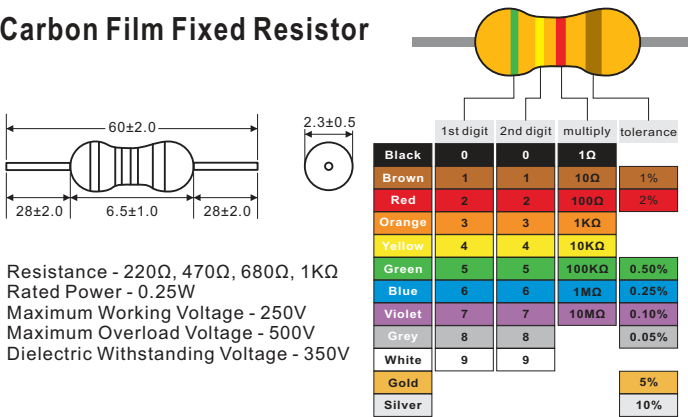 Carbon Film Fixed Resistor
60±2.0
2.3±0.5
28±2.0 6.5±1.0 28±2.0
Resistance - 220Ω, 470Ω, 680Ω, 1KΩ
Rated Power - 0.25W
Maximum Working Voltage - 250V
Maximum Overload Voltage - 500V
Dielectric Withstanding Voltage - 350V
1st digit 2nd digit multiply tolerance
Black 0 0 1Ω
Brown 1 1 10Ω 1%
Red 2 2 100Ω 2%
Orange 3 3 1KΩ
Yellow 4 4 10KΩ
Green 5 5 100KΩ 0.50%
Blue 6 6 1MΩ 0.25%
Violet 7 7 10MΩ 0.10%
Grey 8 8 0.05%
White 9 9
Gold 5%
Silver 10%